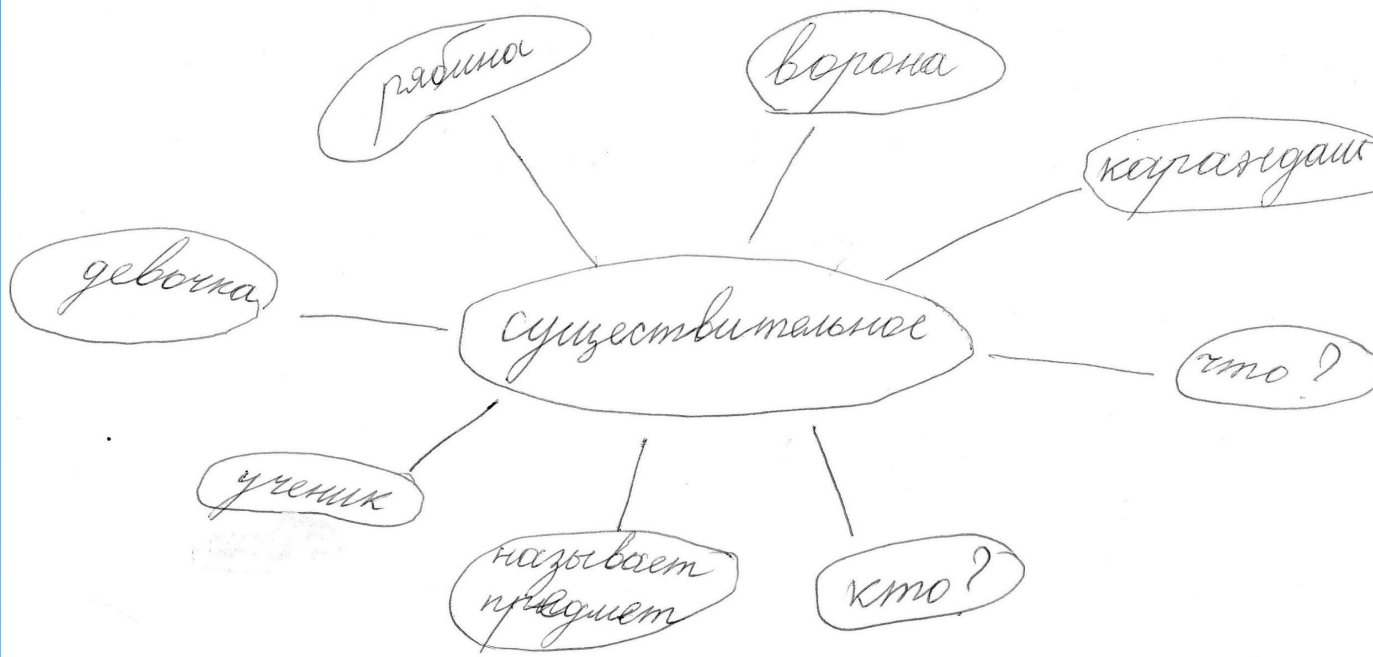 рябина
ворона
карандаш
девочка
существительное
что?
ученик
называет
предмет
кто?